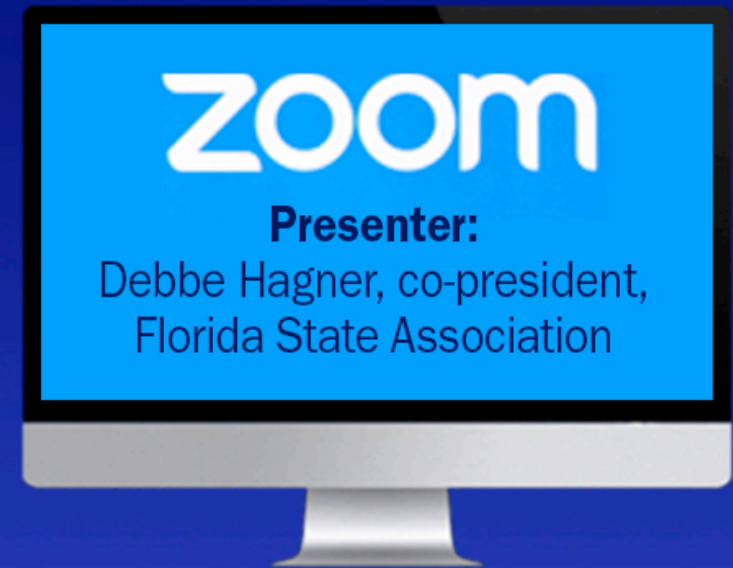 zoom
Presenter:
Debbe Hagner, co-president,
Florida State Association